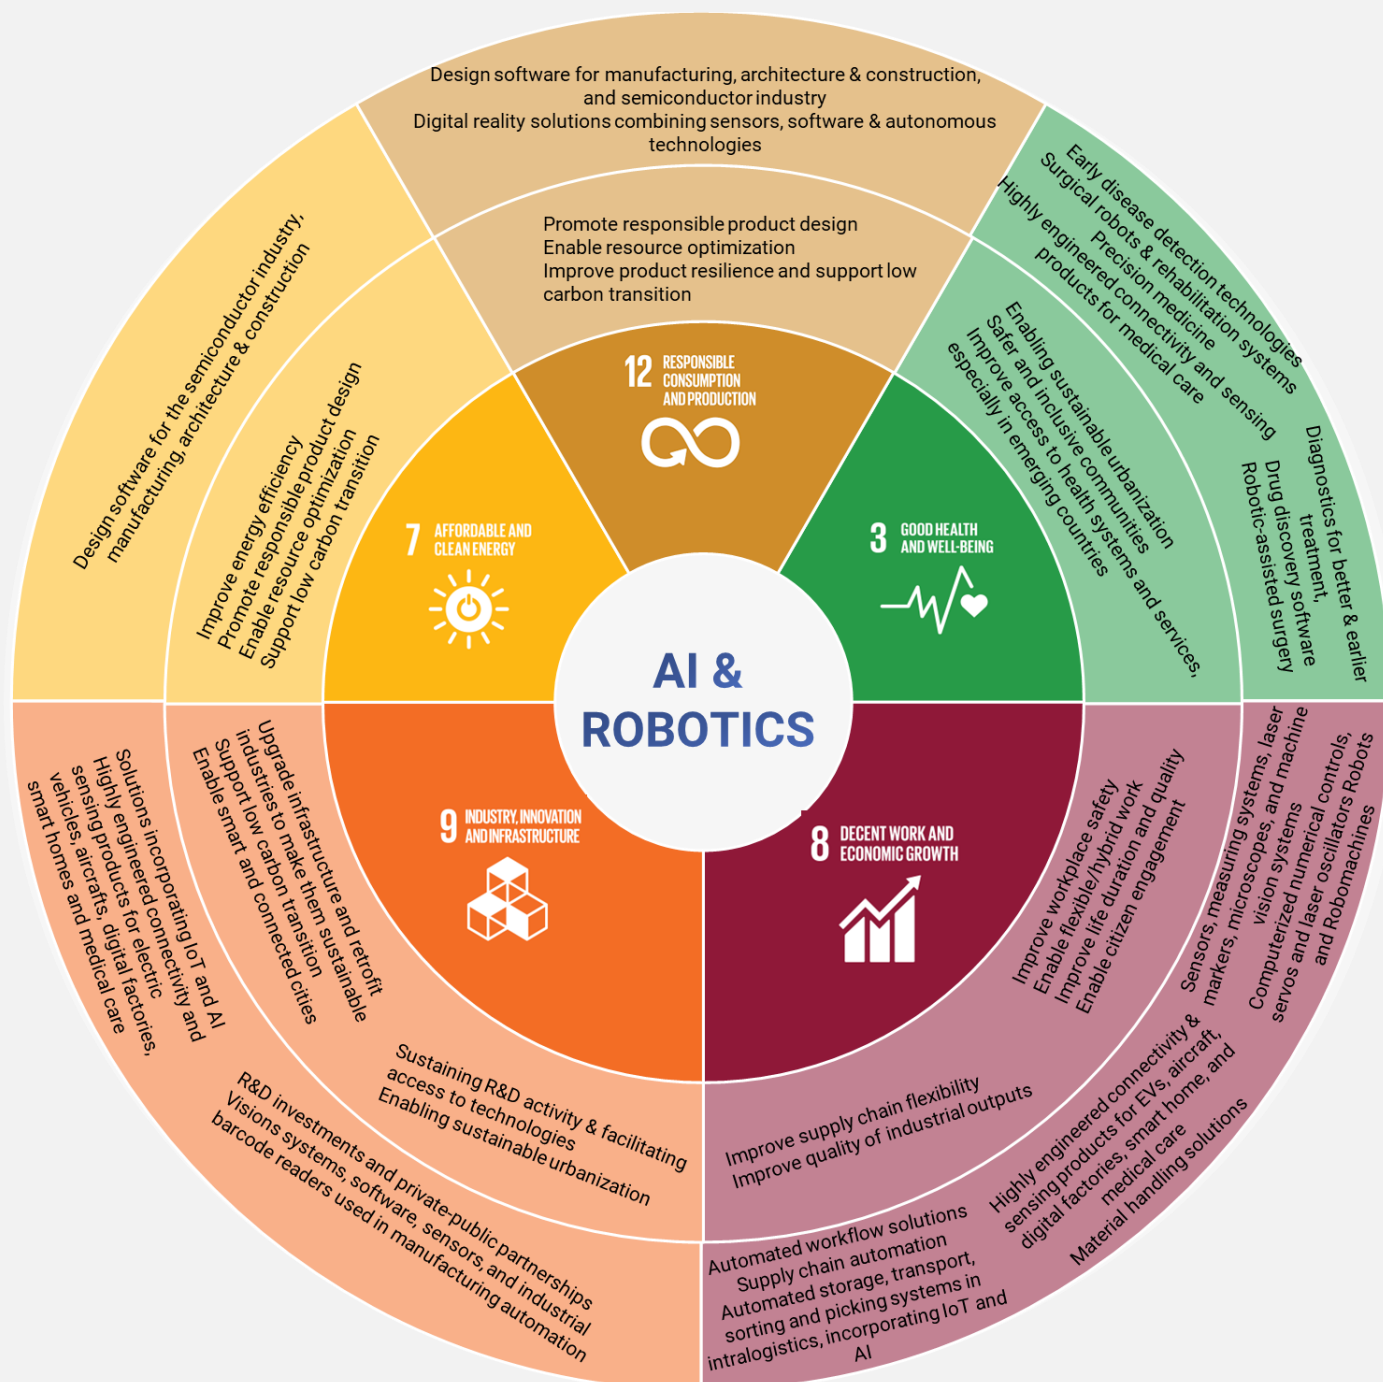 Design software for manufacturing, architecture & construction,
and semiconductor industry
Digital reality solutions combining sensors, software & autonomous
technologies
Promote responsible product design
Enable resource optimization
Improve product resilience and support low
carbon transition
12 RESPONSIBLE
CONSUMPTION
AND PRODUCTION
Early disease detection technologies
Surgical robots & rehabilitation systems
Precision medicine
Highly engineered connectivity and sensing
products for medical care
Diagnostics for better & earlier
treatment,
Drug discovery software
Robotic-assisted surgery
Enabling sustainable urbanization
Safer and inclusive communities
Improve access to health systems and services,
especially in emerging countries
3 GOOD HEALTH
AND WELL-BEING
Design software for the semiconductor industry,
manufacturing, architecture & construction
Improve energy efficiency
Promote responsible product design
Enable resource optimization
Support low carbon transition
7 AFFORDABLE AND
CLEAN ENERGY
AI &
ROBOTICS
9 INDUSTRY, INNOVATION
AND INFRASTRUCTURE
Upgrade infrastructure and retrofit
industries to make them sustainable
Support low carbon transition
Enable smart and connected cities
Sustaining R&D activity & facilitating
access to technologies
Enabling sustainable urbanization
Solutions incorporating IoT and AI
Highly engineered connectivity and
sensing products for electric
vehicles, aircrafts, digital factories,
smart homes and medical care
R&D investments and private-public partnerships
Visions systems, software, sensors, and industrial
barcode readers used in manufacturing automation
8 DECENT WORK AND
ECONOMIC GROWTH
Improve workplace safety
Enable flexible/hybrid work
Improve life duration and quality
Enable citizen engagement
Improve supply chain flexibility
Improve quality of industrial outputs
Sensors, measuring systems, laser
markers, microscopes, and machine
vision systems
Computerized numerical controls,
servos and laser oscillators Robots
and Robomachines
Highly engineered connectivity &
sensing products for EVs, aircraft,
digital factories, smart home, and
medical care
Material handling solutions
Automated workflow solutions
Supply chain automation
Automated storage, transport,
sorting and picking systems in
intralogistics, incorporating IoT and
AI